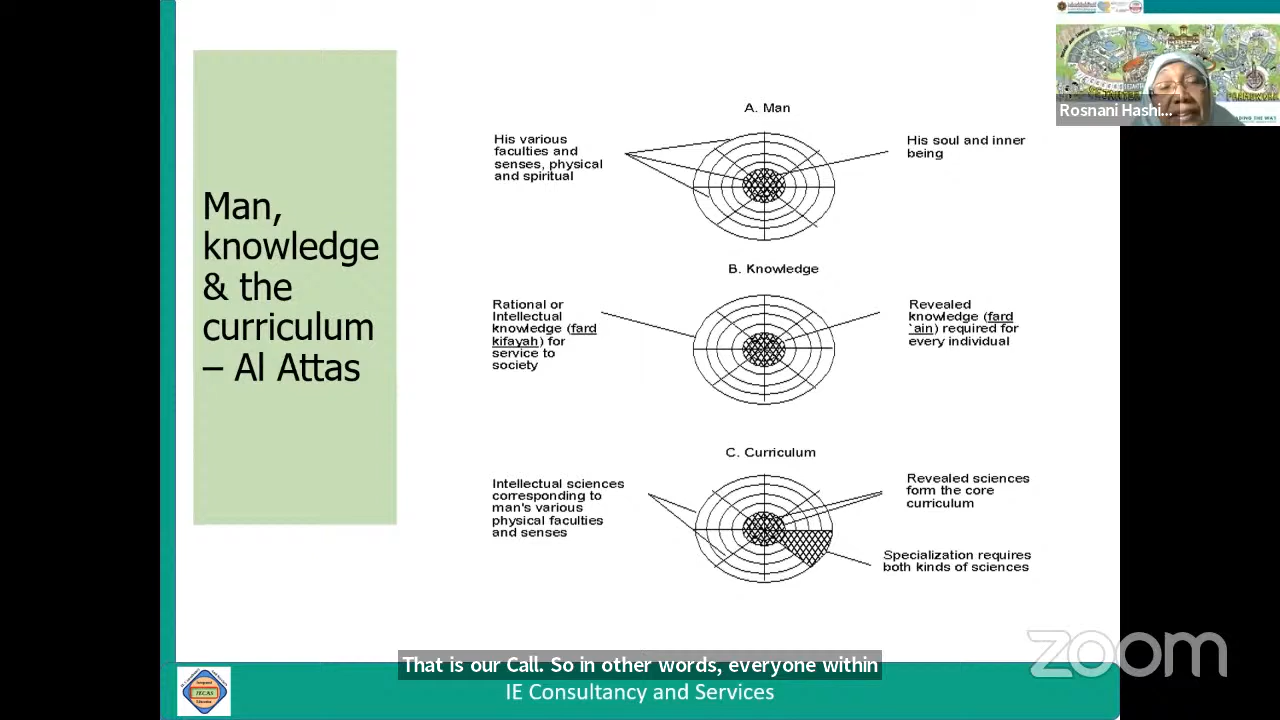 Man,
knowledge
& the
curriculum
– Al Attas
A. Man
His various
faculties and
senses, physical
and spiritual
His soul and inner
being
B. Knowledge
Rational or
Intellectual
knowledge (fard
kifayah) for
service to
society
Revealed
knowledge (fard
`ain) required for
every individual
C. Curriculum
Intellectual sciences
corresponding to
man's various
physical faculties
and senses
Revealed sciences
form the core
curriculum
Specialization requires
both kinds of sciences
Rosnani Hashi...
zoom
That is our Call. So in other words, everyone within
IE Consultancy and Services
IECAS